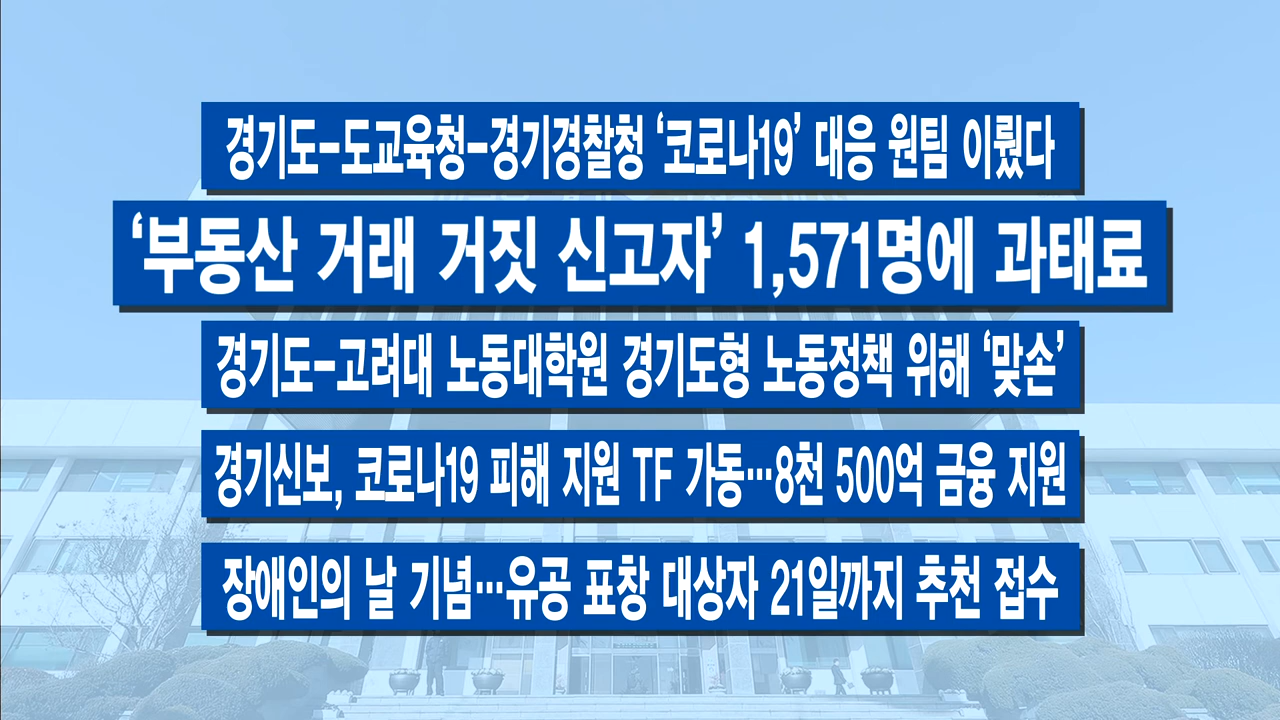 경기도-도교육청-경기경찰청 ‘코로나19’ 대응 원팀 이뤘다
‘부동산 거래 거짓 신고자’ 1,571명에 과태료
경기도-고려대 노동대학원 경기도형 노동정책 위해 ‘맞손’
경기신보, 코로나19 피해 지원 TF 가동…8천 500억 금융 지원
장애인의 날 기념…유공 표창 대상자 21일까지 추천 접수